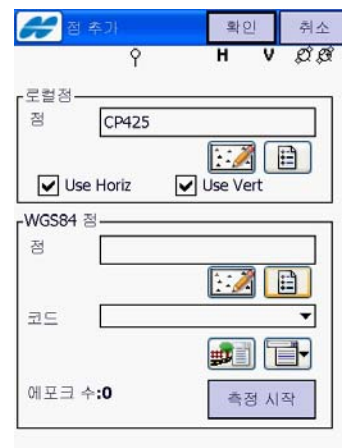 점 추가 확인 취소
H V
로컬점
점 CP425
Use Horiz Use Vert
WGS84 점
점
코드
에포크 수:0 측정 시작